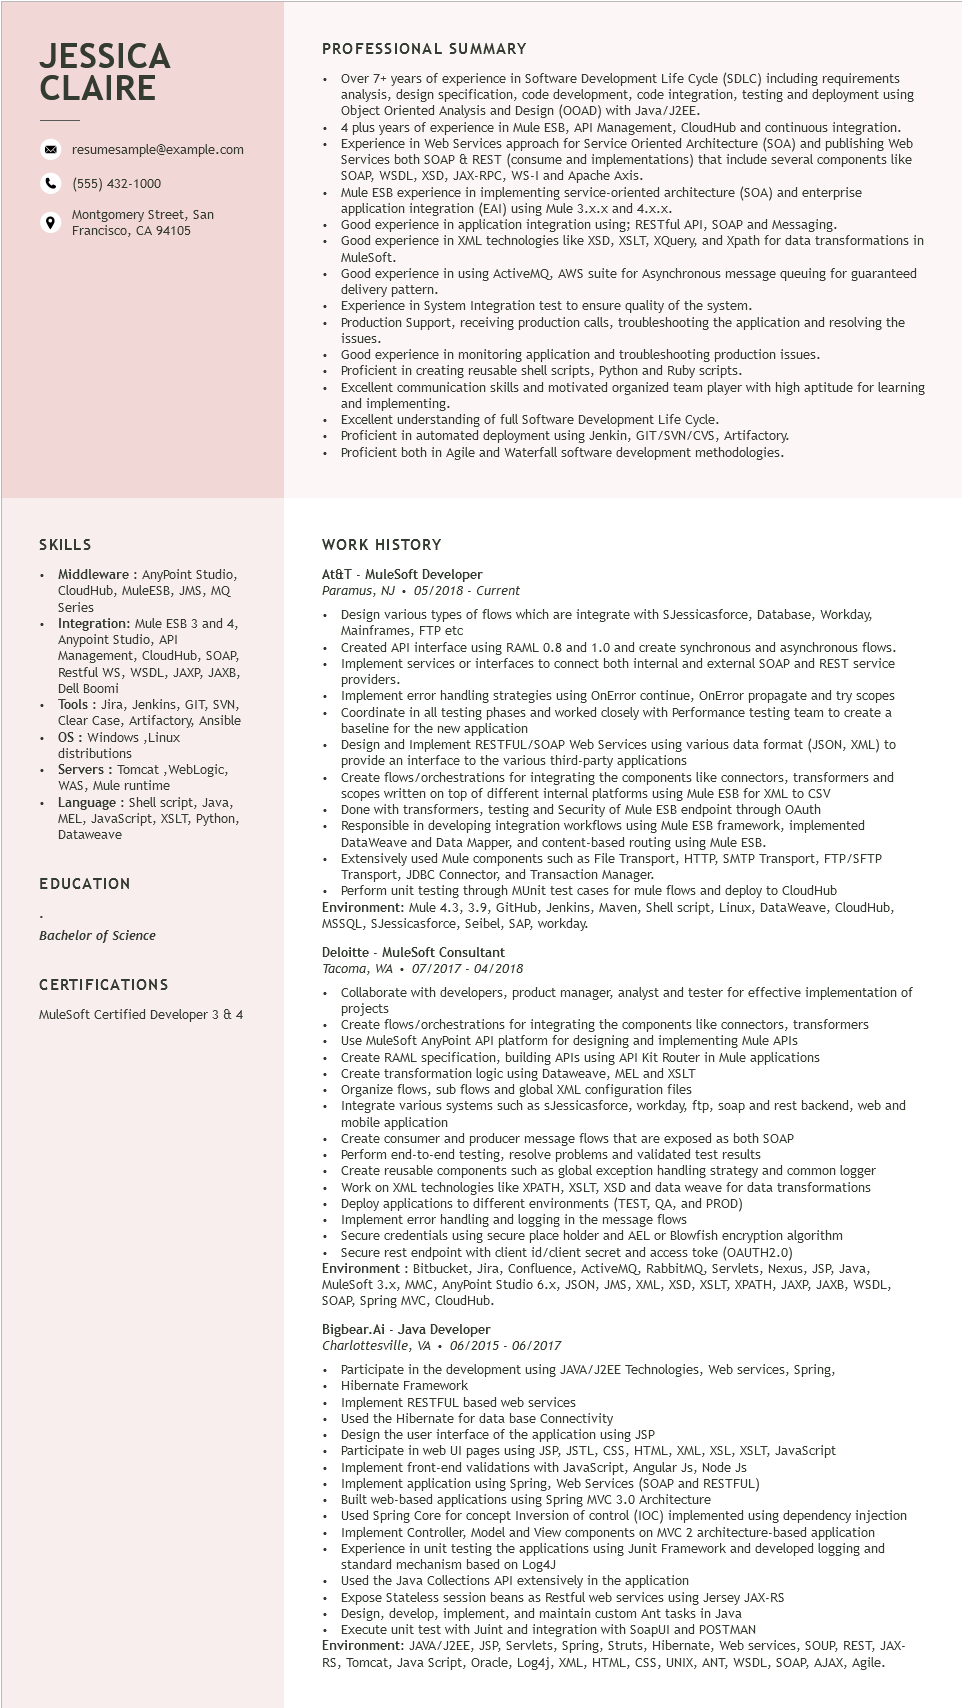 JESSICA
CLAIRE
resumesample@example.com
(555) 432-1000
Montgomery Street, San
Francisco, CA 94105
PROFESSIONAL SUMMARY
• Over 7+ years of experience in Software Development Life Cycle (SDLC) including requirements
analysis, design specification, code development, code integration, testing and deployment using
Object Oriented Analysis and Design (OOAD) with Java/J2EE.
• 4 plus years of experience in Mule ESB, API Management, CloudHub and continuous integration.
• Experience in Web Services approach for Service Oriented Architecture (SOA) and publishing Web
Services both SOAP & REST (consume and implementations) that include several components like
SOAP, WSDL, XSD, JAX-RPC, WS-I and Apache Axis.
• Mule ESB experience in implementing service-oriented architecture (SOA) and enterprise
application integration (EAI) using Mule 3.x.x and 4.x.x.
• Good experience in application integration using; RESTful API, SOAP and Messaging.
• Good experience in XML technologies like XSD, XSLT, XQuery, and Xpath for data transformations in
MuleSoft.
• Good experience in using ActiveMQ, AWS suite for Asynchronous message queuing for guaranteed
delivery pattern.
• Experience in System Integration test to ensure quality of the system.
• Production Support, receiving production calls, troubleshooting the application and resolving the
issues.
• Good experience in monitoring application and troubleshooting production issues.
• Proficient in creating reusable shell scripts, Python and Ruby scripts.
• Excellent communication skills and motivated organized team player with high aptitude for learning
and implementing.
• Excellent understanding of full Software Development Life Cycle.
• Proficient in automated deployment using Jenkin, GIT/SVN/CVS, Artifactory.
• Proficient both in Agile and Waterfall software development methodologies.
SKILLS
• Middleware : AnyPoint Studio,
CloudHub, MuleESB, JMS, MQ
Series
• Integration: Mule ESB 3 and 4,
Anypoint Studio, API
Management, CloudHub, SOAP,
Restful WS, WSDL, JAXP, JAXB,
Dell Boomi
• Tools : Jira, Jenkins, GIT, SVN,
Clear Case, Artifactory, Ansible
• OS : Windows ,Linux
distributions
• Servers : Tomcat ,WebLogic,
WAS, Mule runtime
• Language : Shell script, Java,
MEL, JavaScript, XSLT, Python,
Dataweave
EDUCATION
.
Bachelor of Science
CERTIFICATIONS
MuleSoft Certified Developer 3 & 4
WORK HISTORY
At&T - MuleSoft Developer
Paramus, NJ • 05/2018 - Current
• Design various types of flows which are integrate with SJessicasforce, Database, Workday,
Mainframes, FTP etc
• Created API interface using RAML 0.8 and 1.0 and create synchronous and asynchronous flows.
• Implement services or interfaces to connect both internal and external SOAP and REST service
providers.
• Implement error handling strategies using OnError continue, OnError propagate and try scopes
• Coordinate in all testing phases and worked closely with Performance testing team to create a
baseline for the new application
• Design and Implement RESTFUL/SOAP Web Services using various data format (JSON, XML) to
provide an interface to the various third-party applications
• Create flows/orchestrations for integrating the components like connectors, transformers and
scopes written on top of different internal platforms using Mule ESB for XML to CSV
• Done with transformers, testing and Security of Mule ESB endpoint through OAuth
• Responsible in developing integration workflows using Mule ESB framework, implemented
DataWeave and Data Mapper, and content-based routing using Mule ESB.
• Extensively used Mule components such as File Transport, HTTP, SMTP Transport, FTP/SFTP
Transport, JDBC Connector, and Transaction Manager.
• Perform unit testing through MUnit test cases for mule flows and deploy to CloudHub
Environment: Mule 4.3, 3.9, GitHub, Jenkins, Maven, Shell script, Linux, DataWeave, CloudHub,
MSSQL, SJessicasforce, Seibel, SAP, workday.
Deloitte - MuleSoft Consultant
Tacoma, WA • 07/2017 - 04/2018
• Collaborate with developers, product manager, analyst and tester for effective implementation of
projects
• Create flows/orchestrations for integrating the components like connectors, transformers
• Use MuleSoft AnyPoint API platform for designing and implementing Mule APIs
• Create RAML specification, building APIs using API Kit Router in Mule applications
• Create transformation logic using Dataweave, MEL and XSLT
• Organize flows, sub flows and global XML configuration files
• Integrate various systems such as sJessicasforce, workday, ftp, soap and rest backend, web and
mobile application
• Create consumer and producer message flows that are exposed as both SOAP
• Perform end-to-end testing, resolve problems and validated test results
• Create reusable components such as global exception handling strategy and common logger
• Work on XML technologies like XPATH, XSLT, XSD and data weave for data transformations
• Deploy applications to different environments (TEST, QA, and PROD)
• Implement error handling and logging in the message flows
• Secure credentials using secure place holder and AEL or Blowfish encryption algorithm
• Secure rest endpoint with client id/client secret and access toke (OAUTH2.0)
Environment : Bitbucket, Jira, Confluence, ActiveMQ, RabbitMQ, Servlets, Nexus, JSP, Java,
MuleSoft 3.x, MMC, AnyPoint Studio 6.x, JSON, JMS, XML, XSD, XSLT, XPATH, JAXP, JAXB, WSDL,
SOAP, Spring MVC, CloudHub.
Bigbear.Ai - Java Developer
Charlottesville, VA • 06/2015 - 06/2017
• Participate in the development using JAVA/J2EE Technologies, Web services, Spring,
• Hibernate Framework
• Implement RESTFUL based web services
• Used the Hibernate for data base Connectivity
• Design the user interface of the application using JSP
• Participate in web UI pages using JSP, JSTL, CSS, HTML, XML, XSL, XSLT, JavaScript
• Implement front-end validations with JavaScript, Angular Js, Node Js
• Implement application using Spring, Web Services (SOAP and RESTFUL)
• Built web-based applications using Spring MVC 3.0 Architecture
• Used Spring Core for concept Inversion of control (IOC) implemented using dependency injection
• Implement Controller, Model and View components on MVC 2 architecture-based application
• Experience in unit testing the applications using Junit Framework and developed logging and
standard mechanism based on Log4J
• Used the Java Collections API extensively in the application
• Expose Stateless session beans as Restful web services using Jersey JAX-RS
• Design, develop, implement, and maintain custom Ant tasks in Java
• Execute unit test with Juint and integration with SoapUI and POSTMAN
Environment: JAVA/J2EE, JSP, Servlets, Spring, Struts, Hibernate, Web services, SOUP, REST, JAX-
RS, Tomcat, Java Script, Oracle, Log4j, XML, HTML, CSS, UNIX, ANT, WSDL, SOAP, AJAX, Agile.